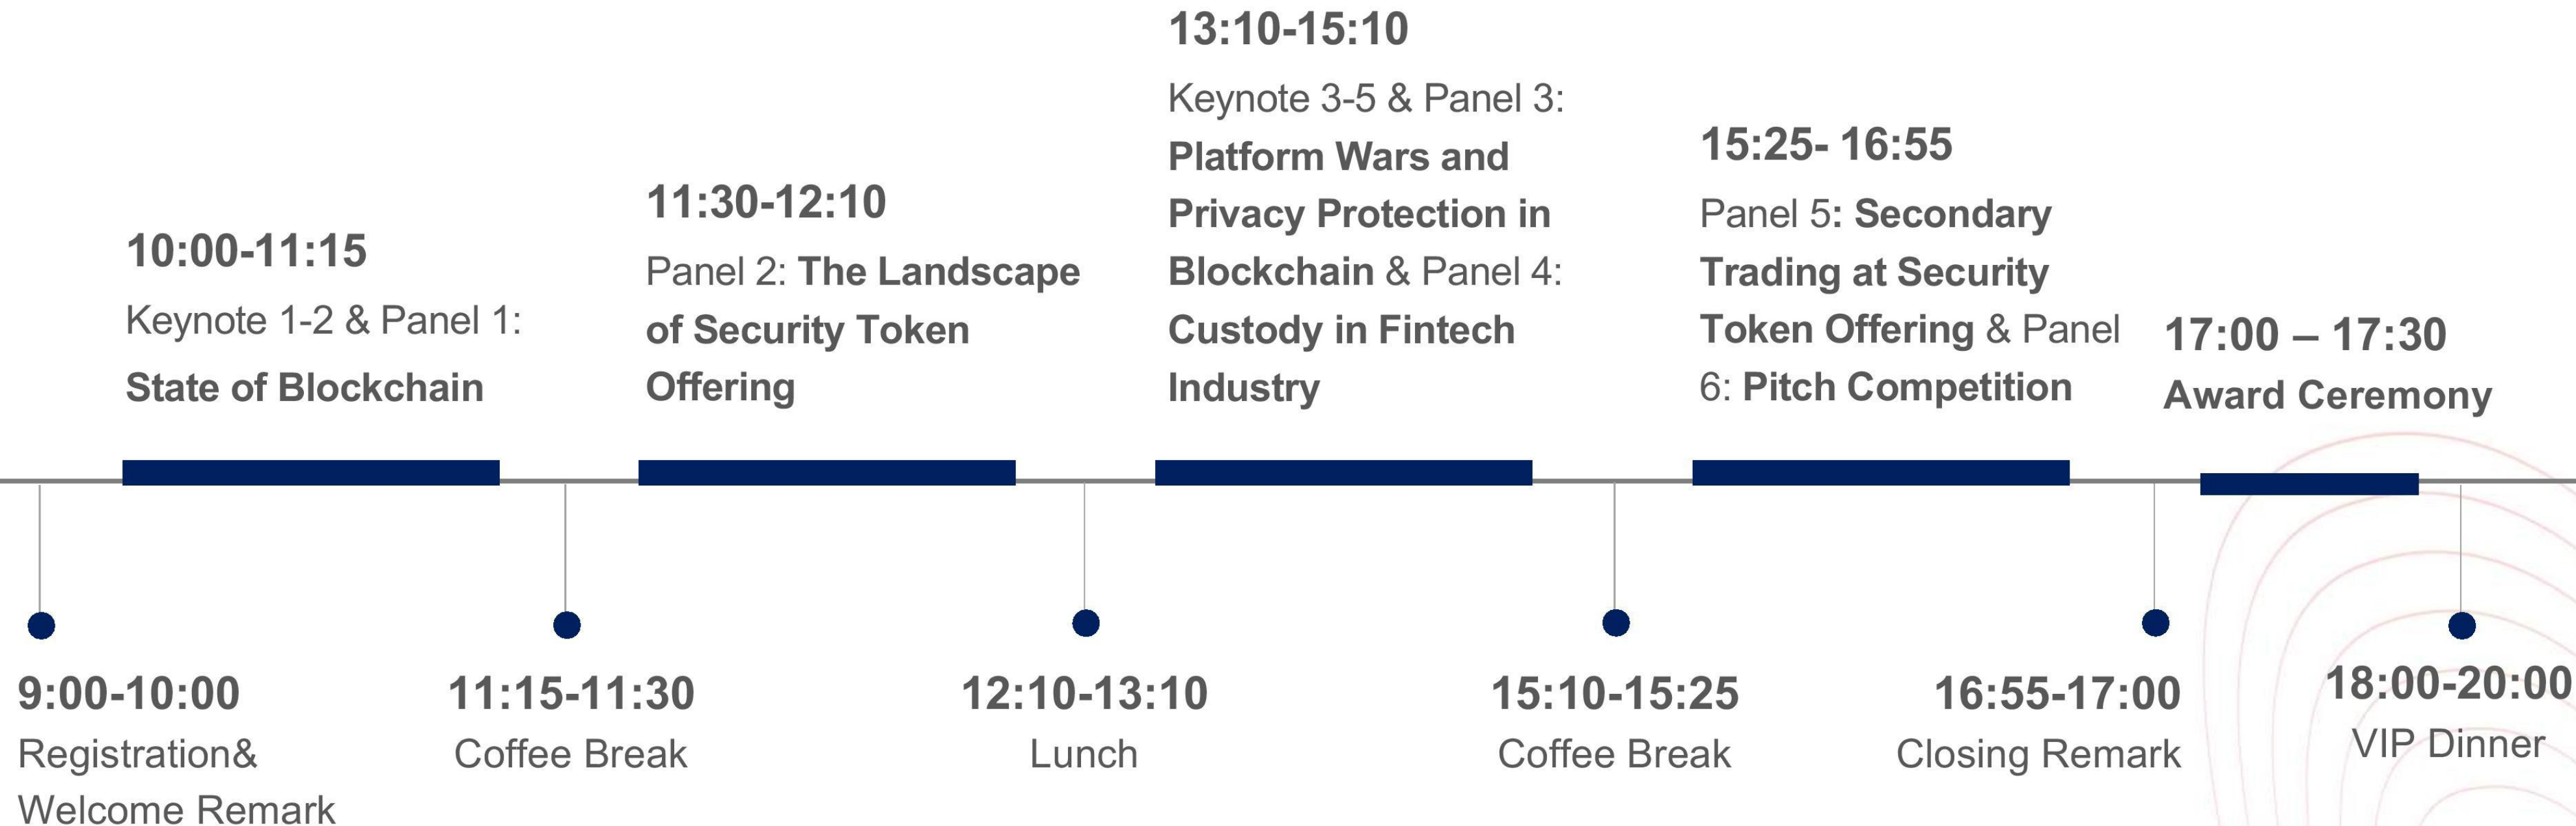 10:00-11:15
Keynote 1-2 & Panel 1:
State of Blockchain
11:30-12:10
Panel 2: The Landscape
of Security Token
Offering
13:10-15:10
Keynote 3-5 & Panel 3:
Platform Wars and
Privacy Protection in
Blockchain & Panel 4:
Custody in Fintech
Industry
15:25- 16:55
Panel 5: Secondary
Trading at Security
Token Offering & Panel
6: Pitch Competition
17:00 – 17:30
Award Ceremony
9:00-10:00
Registration&
Welcome Remark
11:15-11:30
Coffee Break
12:10-13:10
Lunch
15:10-15:25
Coffee Break
16:55-17:00
Closing Remark
18:00-20:00
VIP Dinner